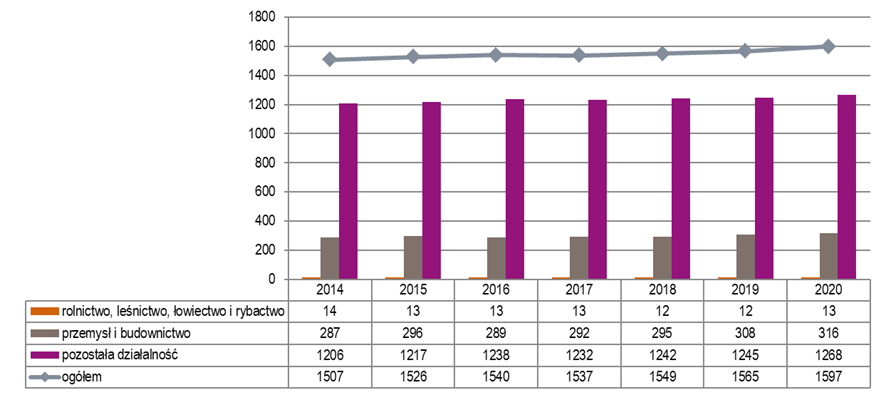 1800
1600
1400
1200
1000
800
600
400
200
0
2014 2015 2016 2017 2018 2019 2020
rolnictwo, leśnictwo, łowiectwo i rybactwo 14 13 13 13 12 12 13
przemysł i budownictwo 287 296 289 292 295 308 316
pozostała działalność 1206 1217 1238 1232 1242 1245 1268
ogółem 1507 1526 1540 1537 1549 1565 1597